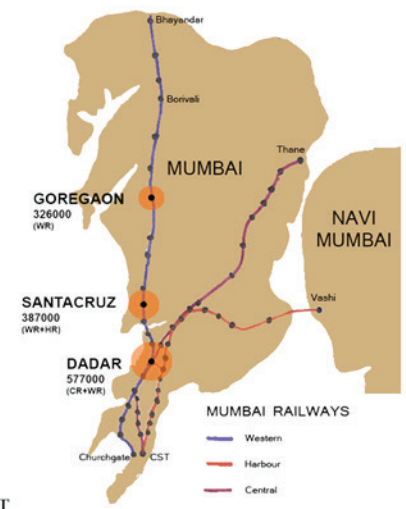 Bhayandar
Borivali
Thane
MUMBAI
GOREGAON
326000
(WR)
NAVI
MUMBAI
SANTACRUZ
387000
(WR+HR)
Vashi
DADAR
577000
(CR+WR)
MUMBAI RAILWAYS
Western
Churchgate
CST
Harbour
Central
T